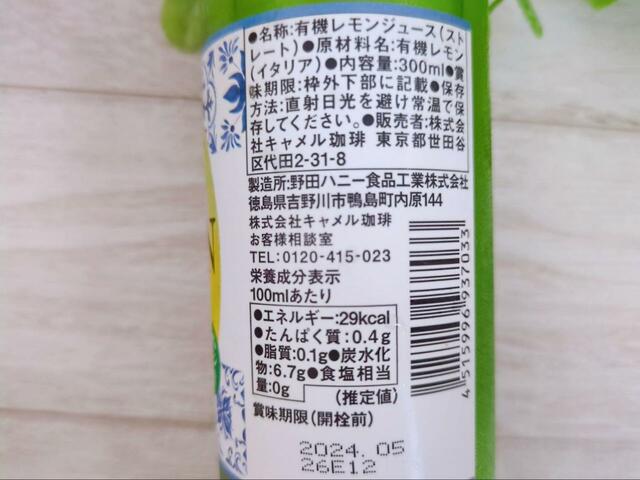 ●名称:有機レモンジュース(スト
レート)●原材料名:有機レモン
(イタリア)●内容量:300ml●賞
味期限:枠外下部に記載●保存
方法:直射日光を避け常温で保
存してください。●販売者:株式会
社キャメル珈琲 東京都世田谷
区代田2-31-8
製造所:野田ハニー食品工業株式会社
徳島県吉野川市鴨島町内原144
株式会社キャメル珈琲
お客様相談室
TEL:0120-415-023
栄養成分表示
100mlあたり
●エネルギー:29kcal
●たんぱく質:0.4g
●脂質:0.1g●炭水化
物:6.7g●食塩相当
量:0g
(推定値)
賞味期限(開栓前)
2024.05
26E12
4515996937033
N